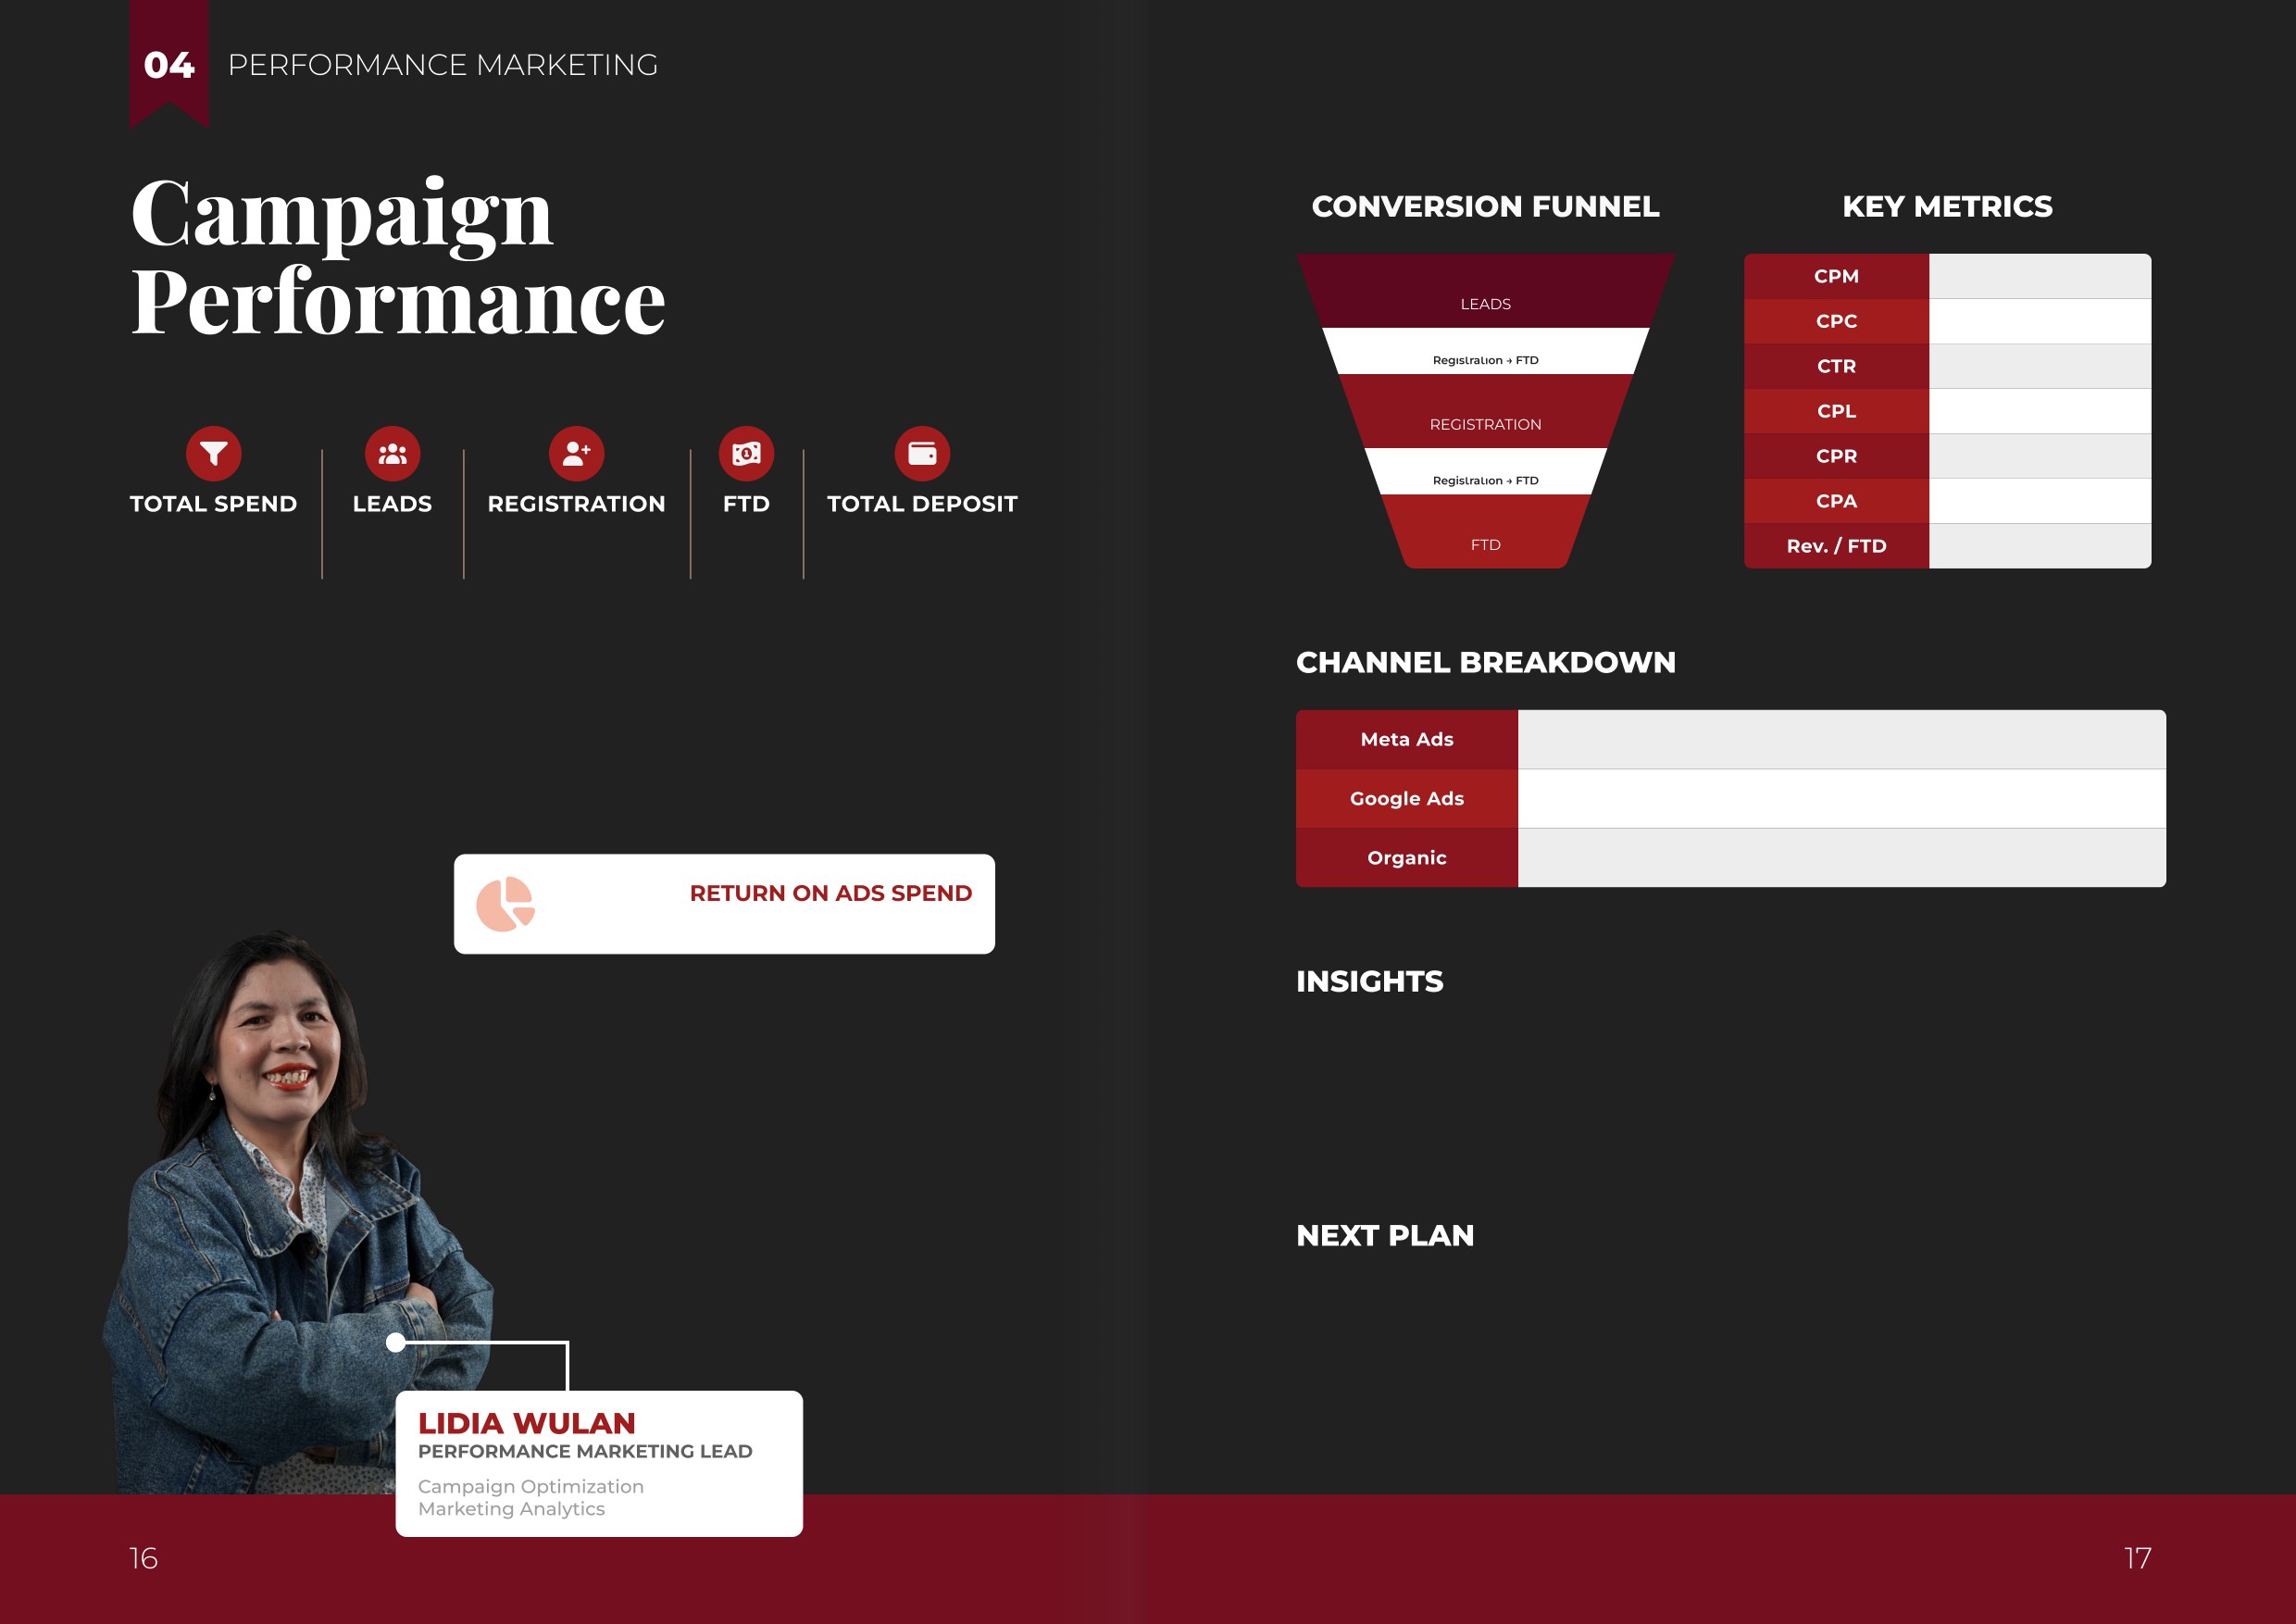 04 PERFORMANCE MARKETING
Campaign
Performance
TOTAL SPEND
LEADS
REGISTRATION
FTD
TOTAL DEPOSIT
RETURN ON ADS SPEND
LIDIA WULAN
PERFORMANCE MARKETING LEAD
Campaign Optimization
Marketing Analytics
16
CONVERSION FUNNEL
LEADS
Registration → FTD
REGISTRATION
Registration → FTD
FTD
KEY METRICS
CPM
CPC
CTR
CPL
CPR
CPA
Rev. / FTD
CHANNEL BREAKDOWN
Meta Ads
Google Ads
Organic
INSIGHTS
NEXT PLAN
17